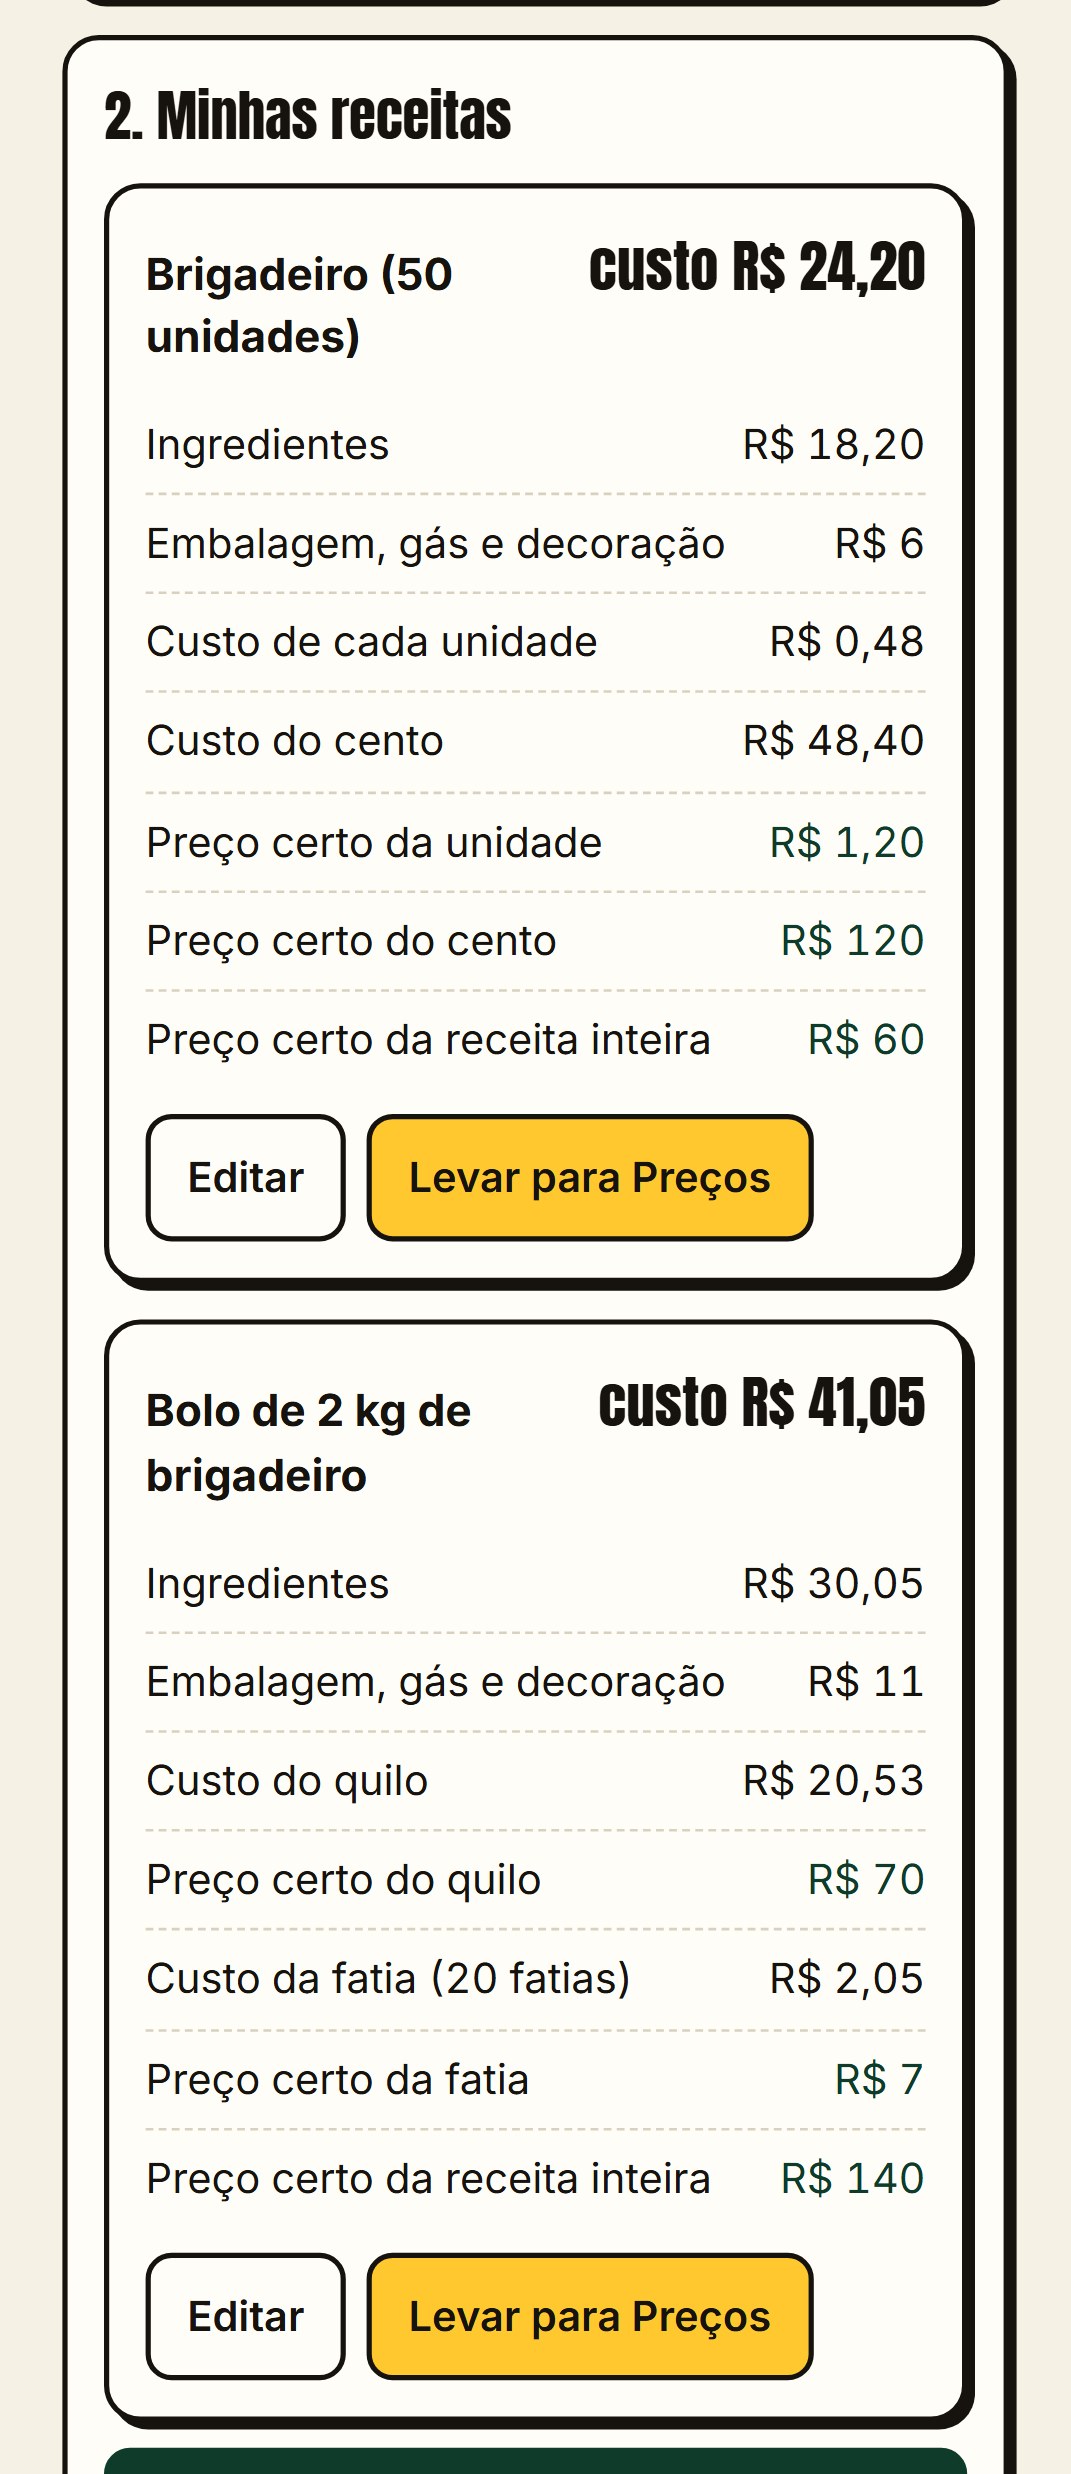 2. Minhas receitas
Brigadeiro (50 unidades)
custo R$ 24,20
Ingredientes R$ 18,20
Embalagem, gás e decoração R$ 6
Custo de cada unidade R$ 0,48
Custo do cento R$ 48,40
Preço certo da unidade R$ 1,20
Preço certo do cento R$ 120
Preço certo da receita inteira R$ 60
Editar Levar para Preços
Bolo de 2 kg de brigadeiro
custo R$ 41,05
Ingredientes R$ 30,05
Embalagem, gás e decoração R$ 11
Custo do quilo R$ 20,53
Preço certo do quilo R$ 70
Custo da fatia (20 fatias) R$ 2,05
Preço certo da fatia R$ 7
Preço certo da receita inteira R$ 140
Editar Levar para Preços